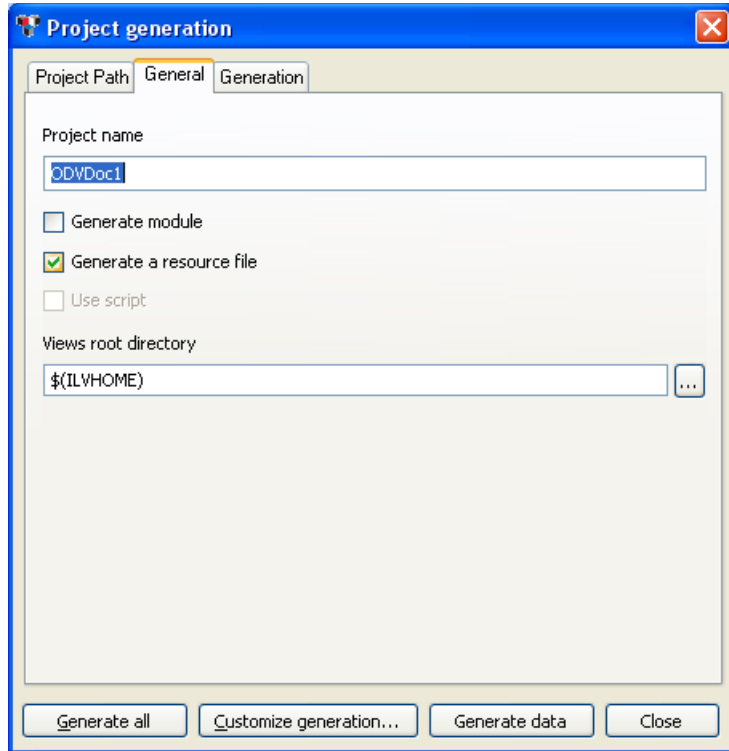 Project generation
Project Path General Generation
Project name
ODVDoc1
Generate module
Generate a resource file
Use script
Views root directory
$(ILVHOME)
...
Generate all Customize generation... Generate data Close